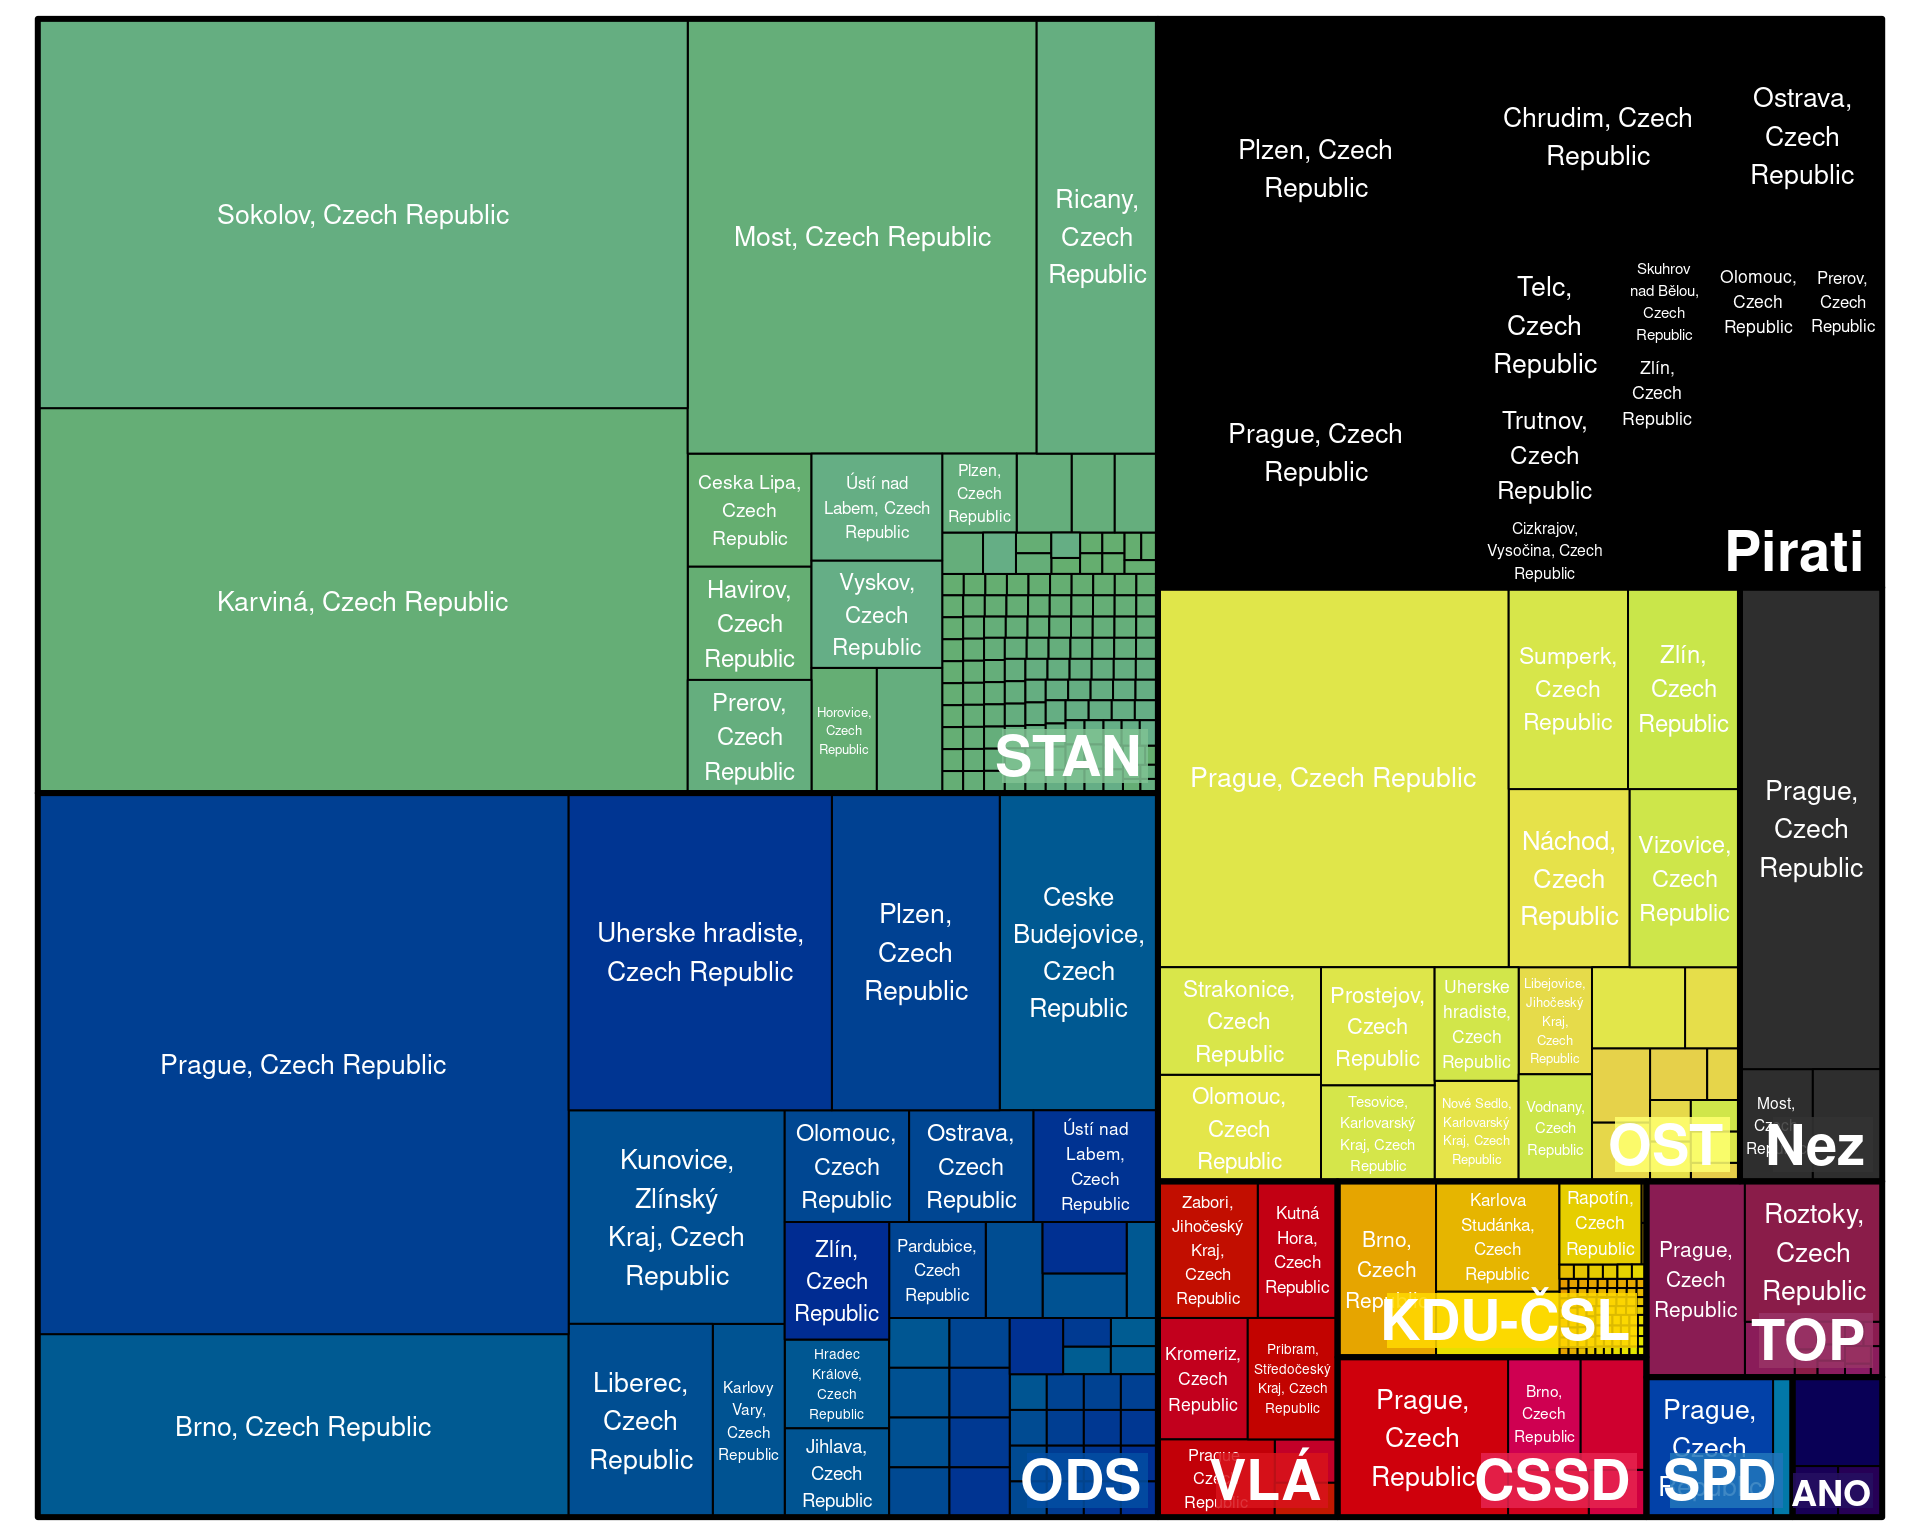 Sokolov, Czech Republic
Most, Czech Republic
Ricany,
Czech
Republic
Karviná, Czech Republic
Ceska Lipa,
Czech
Republic
Ústí nad
Labem, Czech
Republic
Plzen,
Czech
Republic
Havirov,
Czech
Republic
Vyskov,
Czech
Republic
Prerov,
Czech
Republic
Horovice,
Czech
Republic
STAN
Plzen, Czech
Republic
Chrudim, Czech
Republic
Ostrava,
Czech
Republic
Prague, Czech
Republic
Telc,
Czech
Republic
Skuhrov
nad Bělou,
Czech
Republic
Olomouc,
Czech
Republic
Prerov,
Czech
Republic
Zlín,
Czech
Republic
Trutnov,
Czech
Republic
Cizkrajov,
Vysočina, Czech
Republic
Pirati
Prague, Czech Republic
Uherske hradiste,
Czech Republic
Plzen,
Czech
Republic
Ceske
Budejovice,
Czech
Republic
Brno, Czech Republic
Kunovice,
Zlínský
Kraj, Czech
Republic
Olomouc,
Czech
Republic
Ostrava,
Czech
Republic
Ústí nad
Labem,
Czech
Republic
Zlín,
Czech
Republic
Pardubice,
Czech
Republic
Liberec,
Czech
Republic
Karlovy
Vary,
Czech
Republic
Hradec
Králové,
Czech
Republic
Jihlava,
Czech
Republic
ODS
Prague, Czech Republic
Sumperk,
Czech
Republic
Zlín,
Czech
Republic
Náchod,
Czech
Republic
Vizovice,
Czech
Republic
Strakonice,
Czech
Republic
Prostejov,
Czech
Republic
Uherske
hradiste,
Czech
Republic
Libejovice,
Jihočeský
Kraj,
Czech
Republic
Olomouc,
Czech
Republic
Tesovice,
Karlovarský
Kraj, Czech
Republic
Nové Sedlo,
Karlovarský
Kraj, Czech
Republic
Vodnany,
Czech
Republic
OST
Prague,
Czech
Republic
Most,
Czech
Republic
Nez
Zabori,
Jihočeský
Kraj,
Czech
Republic
Kutná
Hora,
Czech
Republic
Kromeriz,
Czech
Republic
Pribram,
Středočeský
Kraj, Czech
Republic
Prague,
Czech
Republic
VLÁ
Brno,
Czech
Republic
Karlova
Studánka,
Czech
Republic
Rapotín,
Czech
Republic
KDU-ČSL
Prague,
Czech
Republic
Roztoky,
Czech
Republic
TOP
Prague,
Czech
Republic
Brno,
Czech
Republic
CSSD
Prague,
Czech
Republic
SPD
ANO